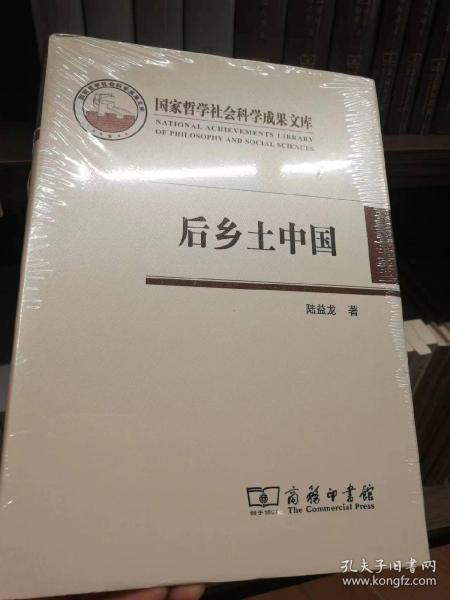 国家哲学社会科学成果文库
NATIONAL ACHIEVEMENTS LIBRARY
OF PHILOSOPHY AND SOCIAL SCIENCES
后乡土中国
陆益龙 著
商務印書館
The Commercial Press
孔夫子旧书网
www.kongfz.com